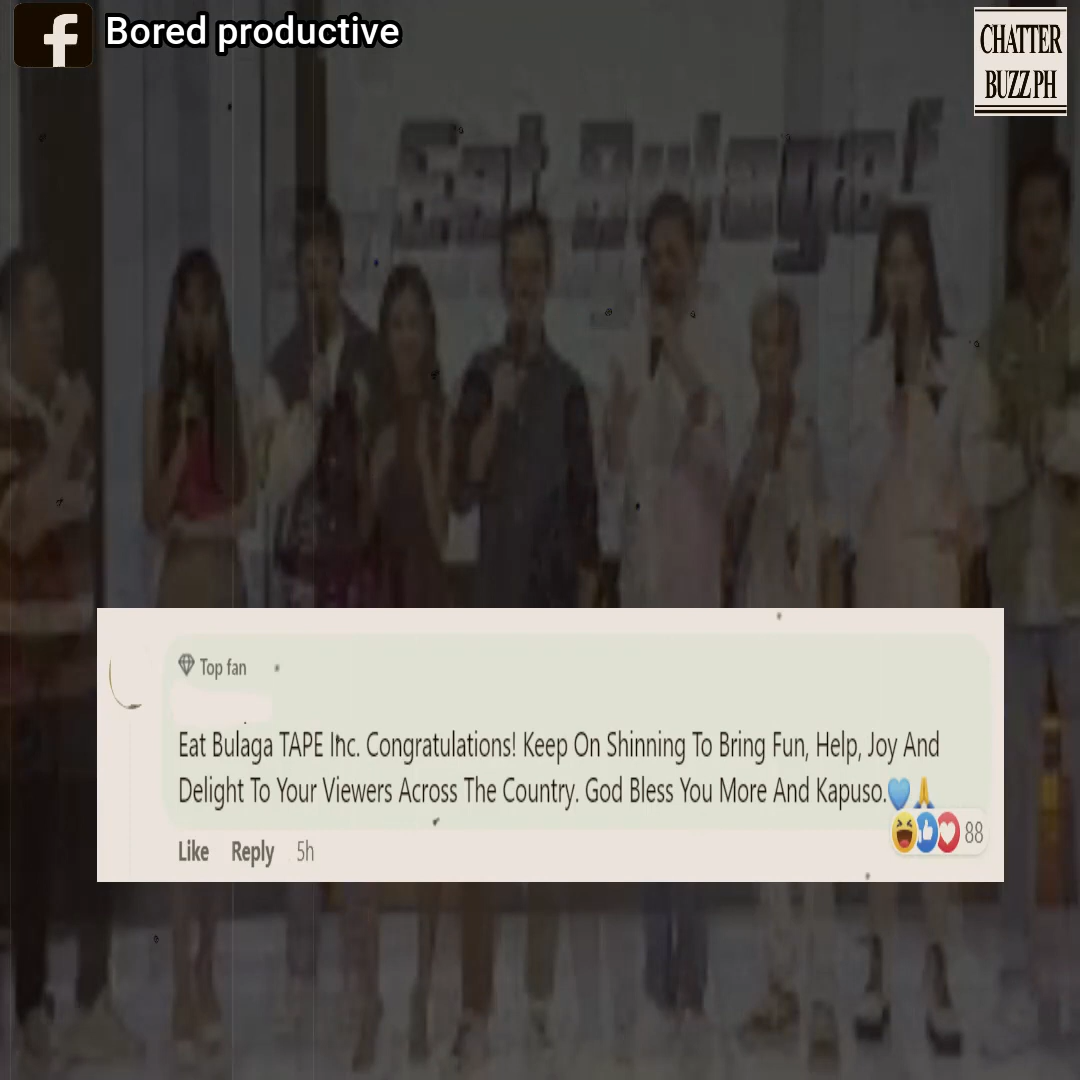 Bored productive
CHATTER
BUZZ PH
Eat Bulaga!
Top fan
Eat Bulaga TAPE Inc. Congratulations! Keep On Shinning To Bring Fun, Help, Joy And
Delight To Your Viewers Across The Country. God Bless You More And Kapuso.💙🙏
88
Like Reply 5h